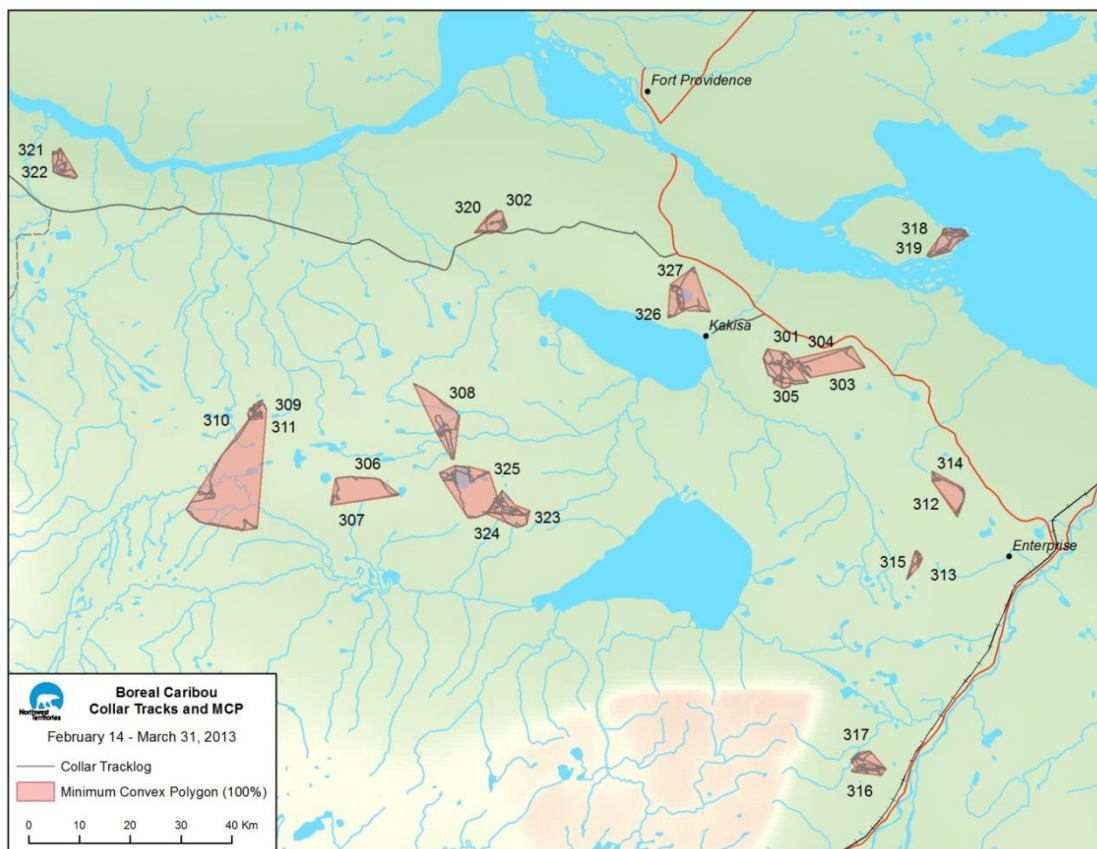 Fort Providence
321
322
302
320
318
319
327
326
Kakisa
301
304
305
303
308
309
310
311
306
325
307
324
323
314
312
Enterprise
315
313
317
316
Northwest
Territories
Boreal Caribou
Collar Tracks and MCP
February 14 - March 31, 2013
Collar Tracklog
Minimum Convex Polygon (100%)
0 10 20 30 40 Km